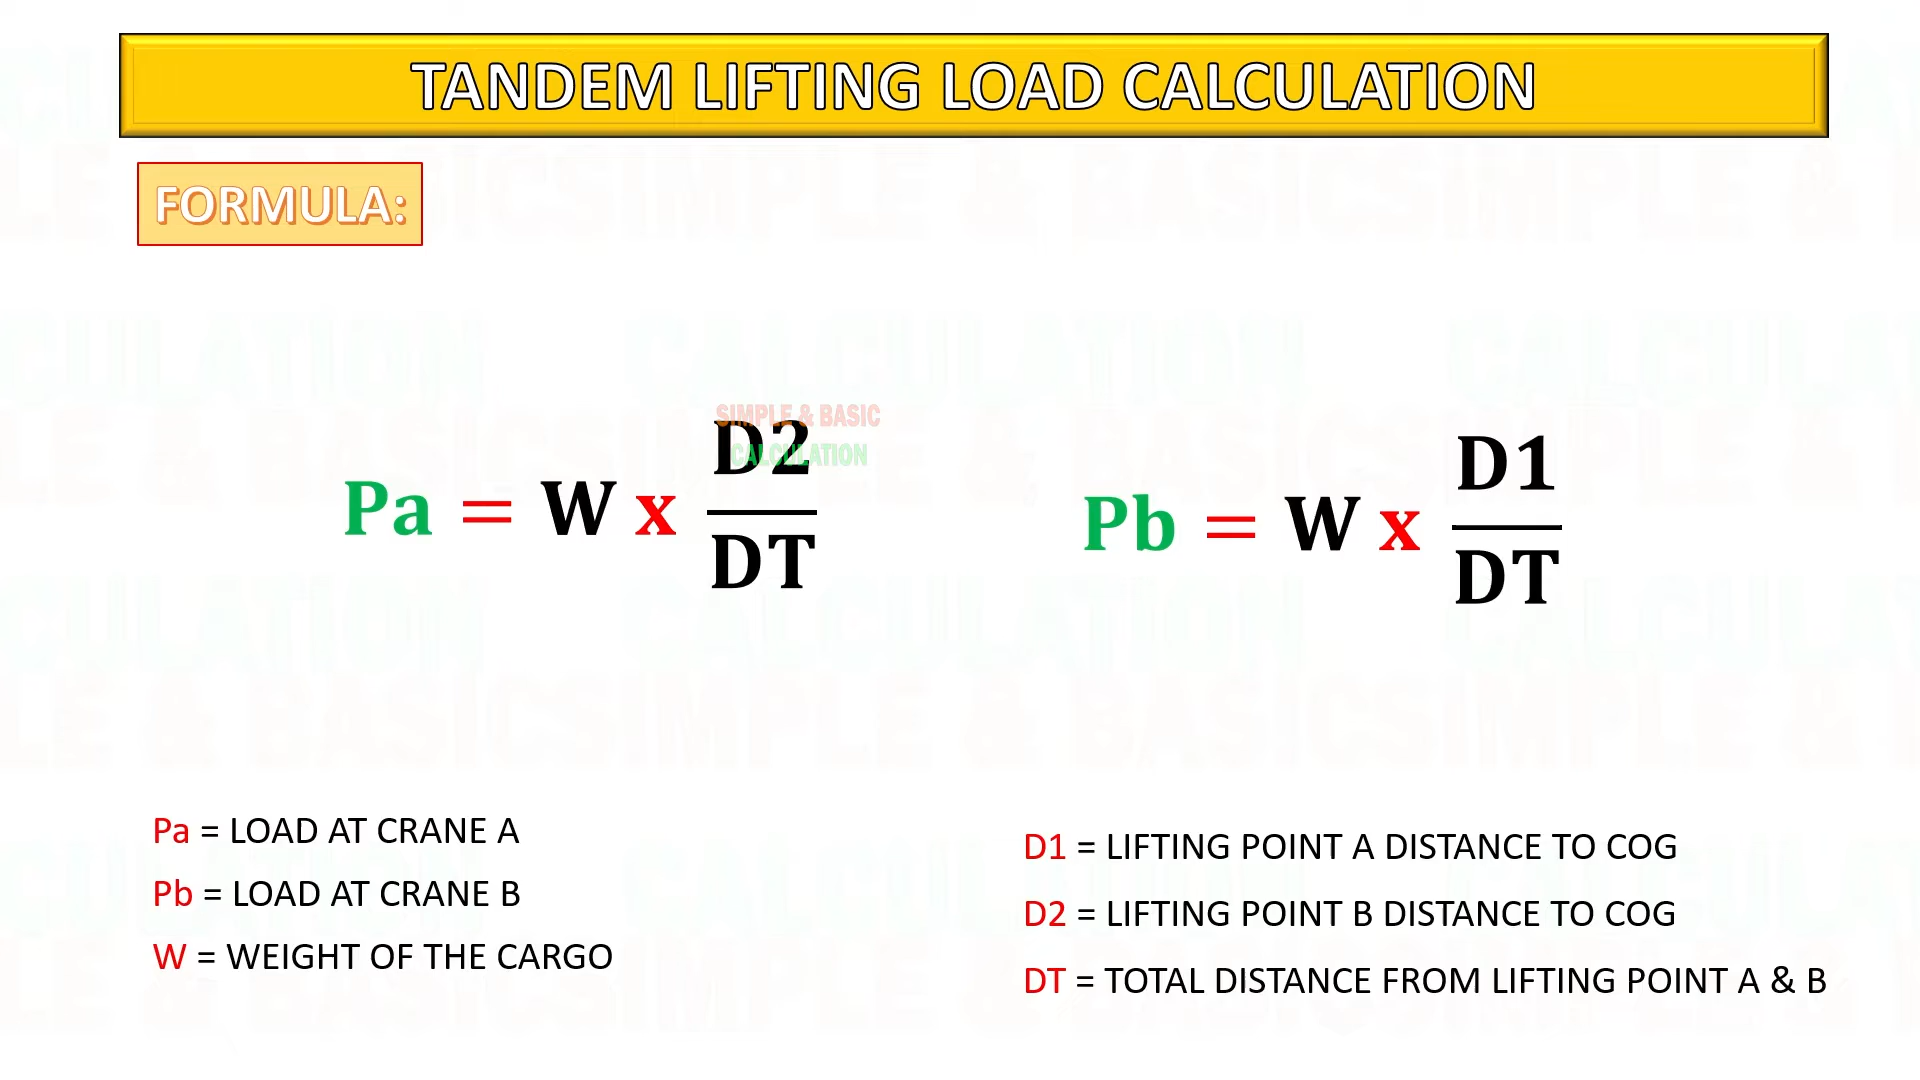 TANDEM LIFTING LOAD CALCULATION
FORMULA:
SIMPLE & BASIC
CALCULATION
Pa = W x D2
DT
Pb = W x D1
DT
Pa = LOAD AT CRANE A
Pb = LOAD AT CRANE B
W = WEIGHT OF THE CARGO
D1 = LIFTING POINT A DISTANCE TO COG
D2 = LIFTING POINT B DISTANCE TO COG
DT = TOTAL DISTANCE FROM LIFTING POINT A & B